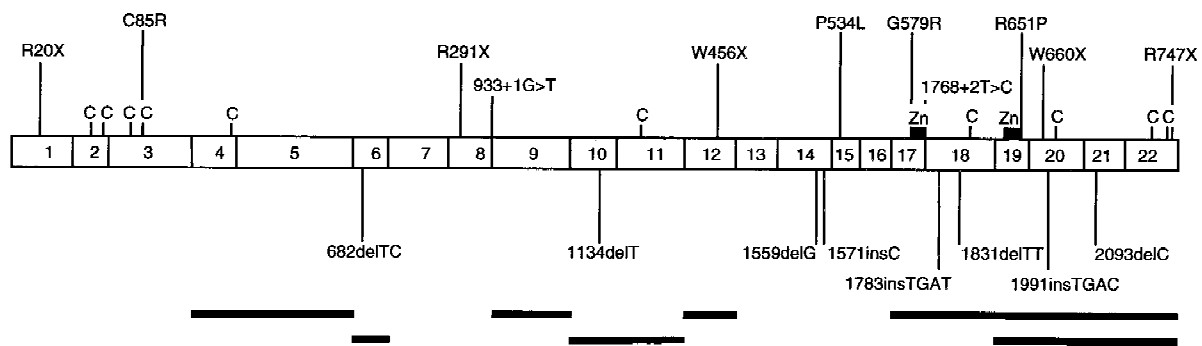 C85R P534L G579R R651P
R20X R291X W456X W660X R747X
933+1G>T 1768+2T>C
C C C C C C Zn C Zn C C C
1 2 3 4 5 6 7 8 9 10 11 12 13 14 15 16 17 18 19 20 21 22
682delTC 1134delT 1559delG 1571insC 1831delTT 2093delC
1783insTGAT 1991insTGAC